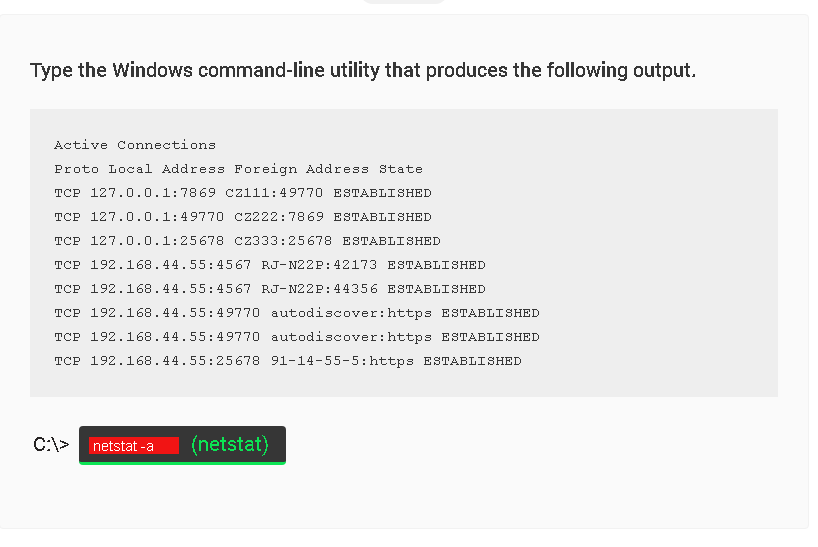 Type the Windows command-line utility that produces the following output.
Active Connections
Proto Local Address Foreign Address State
TCP 127.0.0.1:7869 CZ111:49770 ESTABLISHED
TCP 127.0.0.1:49770 CZ222:7869 ESTABLISHED
TCP 127.0.0.1:25678 CZ333:25678 ESTABLISHED
TCP 192.168.44.55:4567 RJ-N22P:42173 ESTABLISHED
TCP 192.168.44.55:4567 RJ-N22P:44356 ESTABLISHED
TCP 192.168.44.55:49770 autodiscover:https ESTABLISHED
TCP 192.168.44.55:49770 autodiscover:https ESTABLISHED
TCP 192.168.44.55:25678 91-14-55-5:https ESTABLISHED
C:\> netstat -a (netstat)